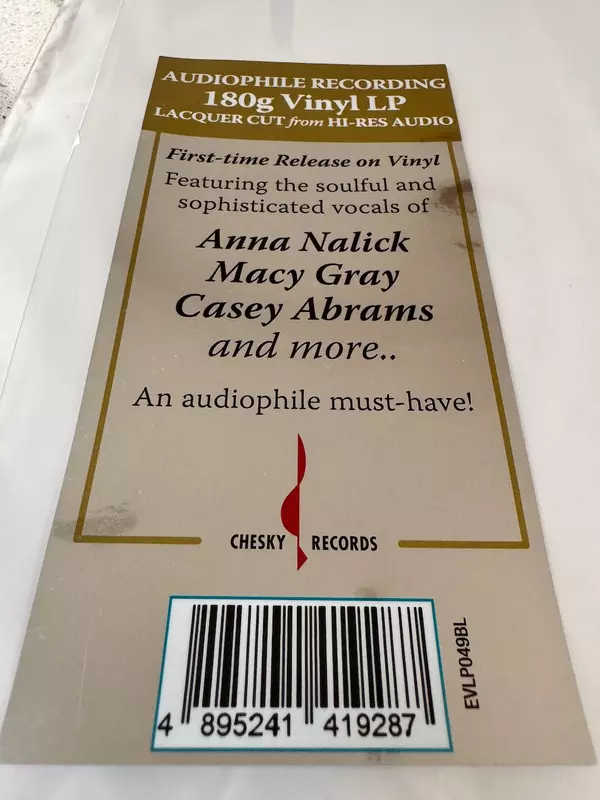 AUDIOPHILE RECORDING
180g Vinyl LP
LACQUER CUT from HI-RES AUDIO
First-time Release on Vinyl
Featuring the soulful and
sophisticated vocals of
Anna Nalick
Macy Gray
Casey Abrams
and more..
An audiophile must-have!
CHESKY RECORDS
4 895241 419287
EVLP049BL